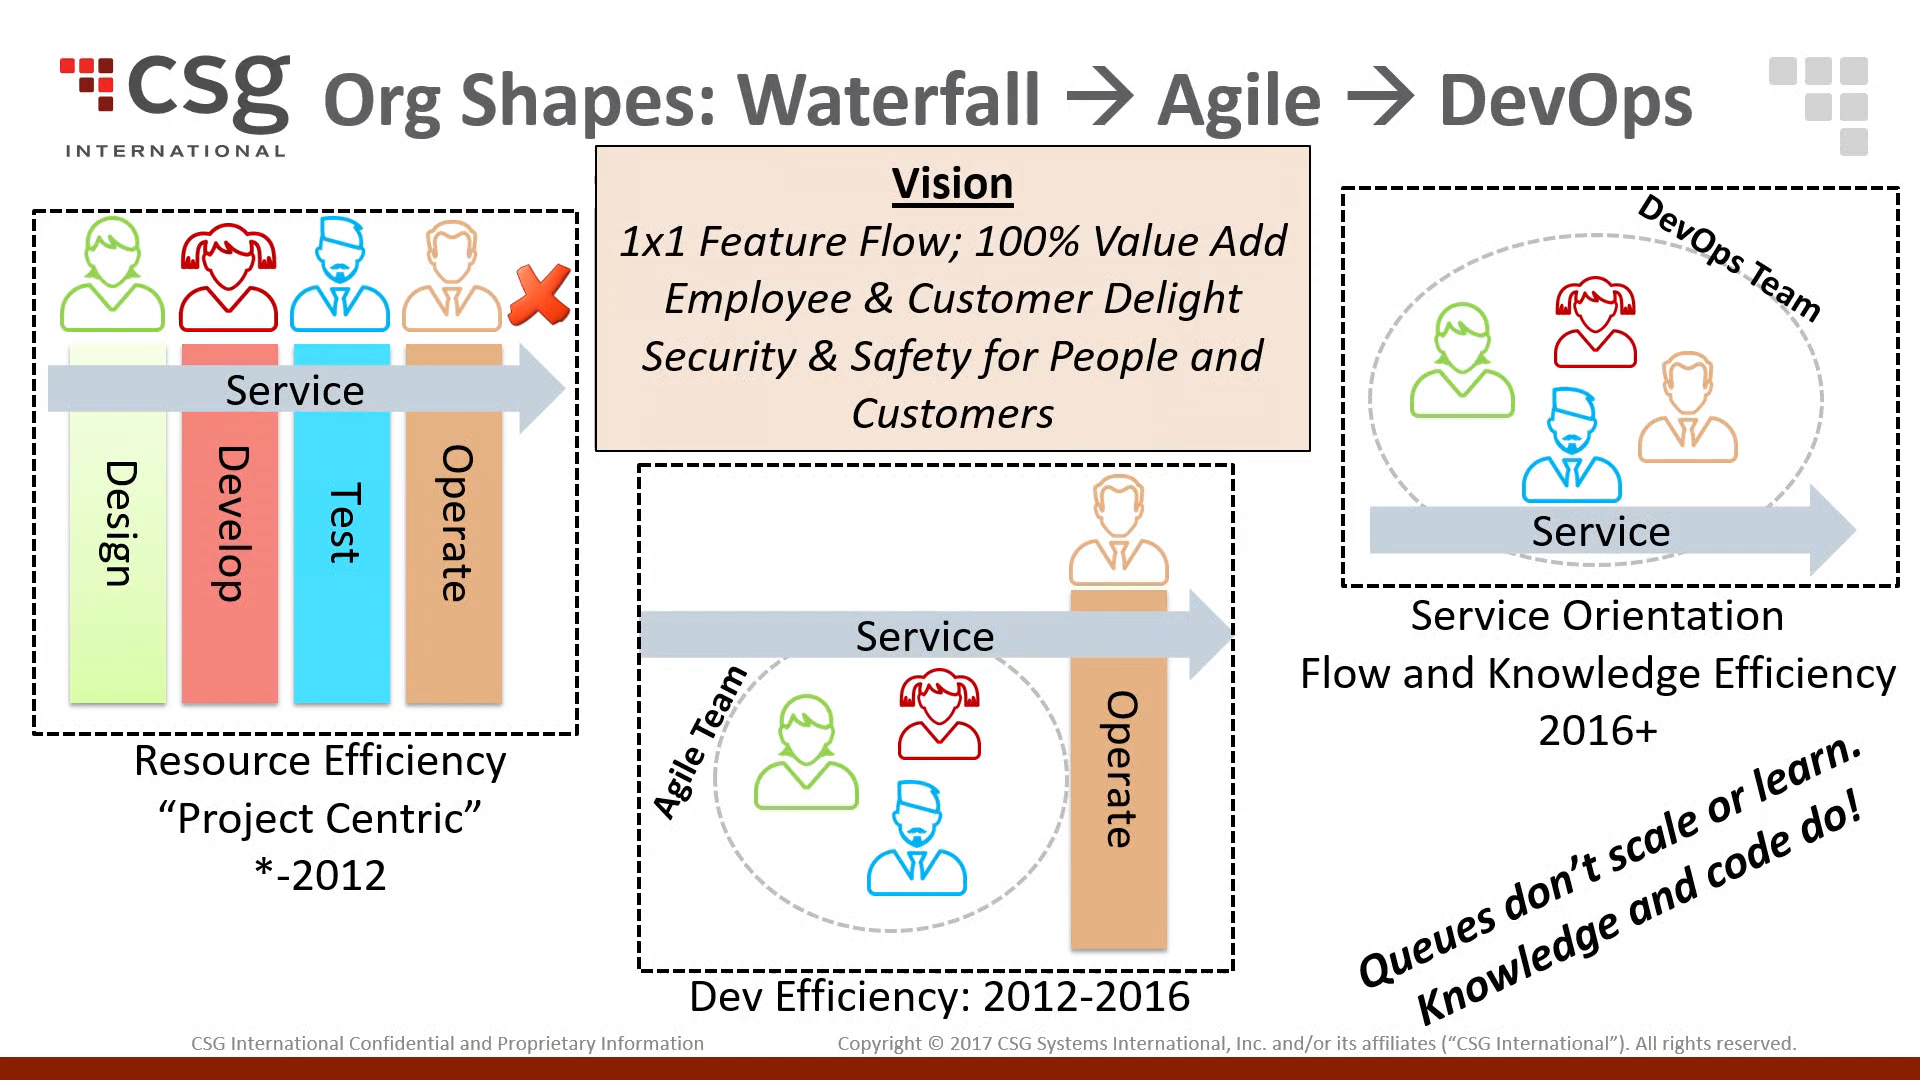 csg
INTERNATIONAL
Org Shapes: Waterfall → Agile → DevOps
Vision
1x1 Feature Flow; 100% Value Add
Employee & Customer Delight
Security & Safety for People and
Customers
Service
Design
Develop
Test
Operate
Resource Efficiency
“Project Centric”
*-2012
Service
Agile Team
Operate
Dev Efficiency: 2012-2016
DevOps Team
Service
Service Orientation
Flow and Knowledge Efficiency
2016+
Queues don’t scale or learn.
Knowledge and code do!
CSG International Confidential and Proprietary Information
Copyright © 2017 CSG Systems International, Inc. and/or its affiliates (“CSG International”). All rights reserved.